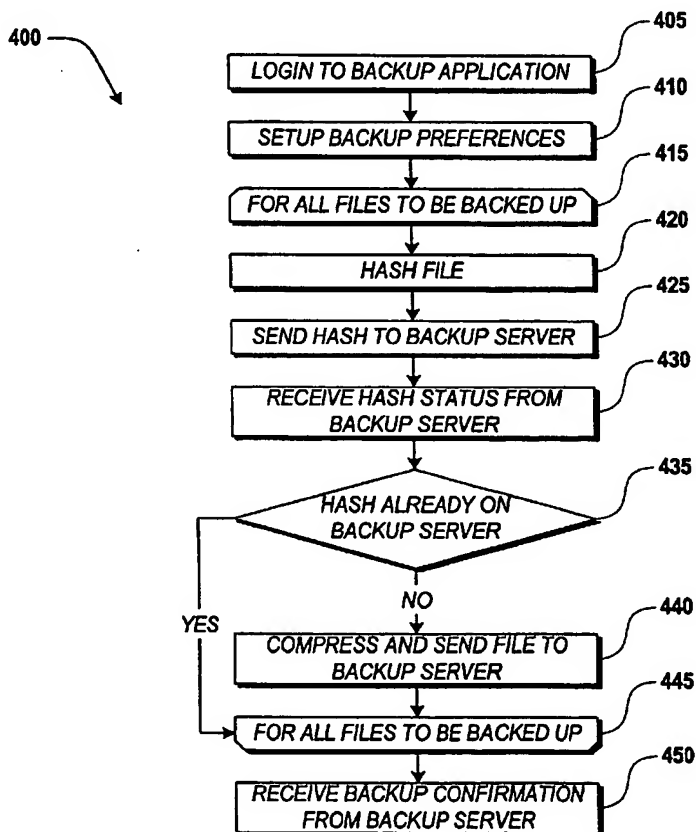 400
405
LOGIN TO BACKUP APPLICATION
410
SETUP BACKUP PREFERENCES
415
FOR ALL FILES TO BE BACKED UP
420
HASH FILE
425
SEND HASH TO BACKUP SERVER
430
RECEIVE HASH STATUS FROM
BACKUP SERVER
435
HASH ALREADY ON
BACKUP SERVER
NO
YES
440
COMPRESS AND SEND FILE TO
BACKUP SERVER
445
FOR ALL FILES TO BE BACKED UP
450
RECEIVE BACKUP CONFIRMATION
FROM BACKUP SERVER